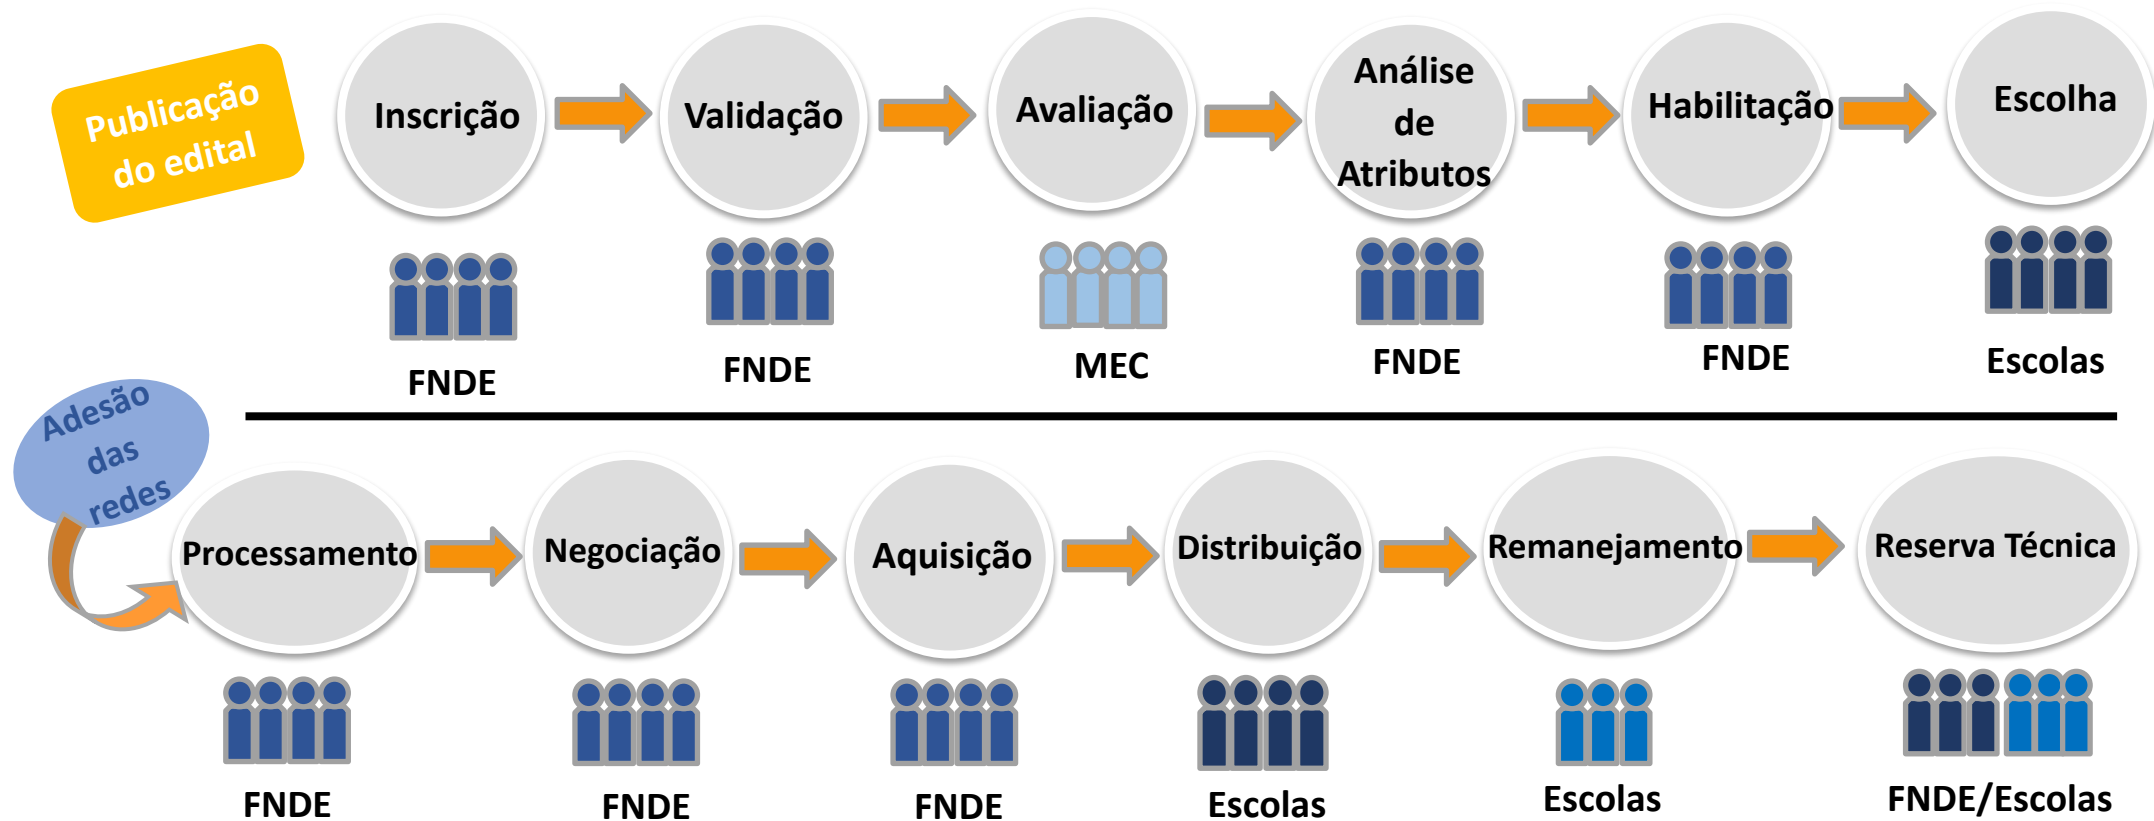 Publicação
do edital
Inscrição
Validação
Avaliação
Análise
de
Atributos
Habilitação
Escolha
FNDE
FNDE
MEC
FNDE
FNDE
Escolas
Adesão
das
redes
Processamento
Negociação
Aquisição
Distribuição
Remanejamento
Reserva Técnica
FNDE
FNDE
FNDE
Escolas
Escolas
FNDE/Escolas